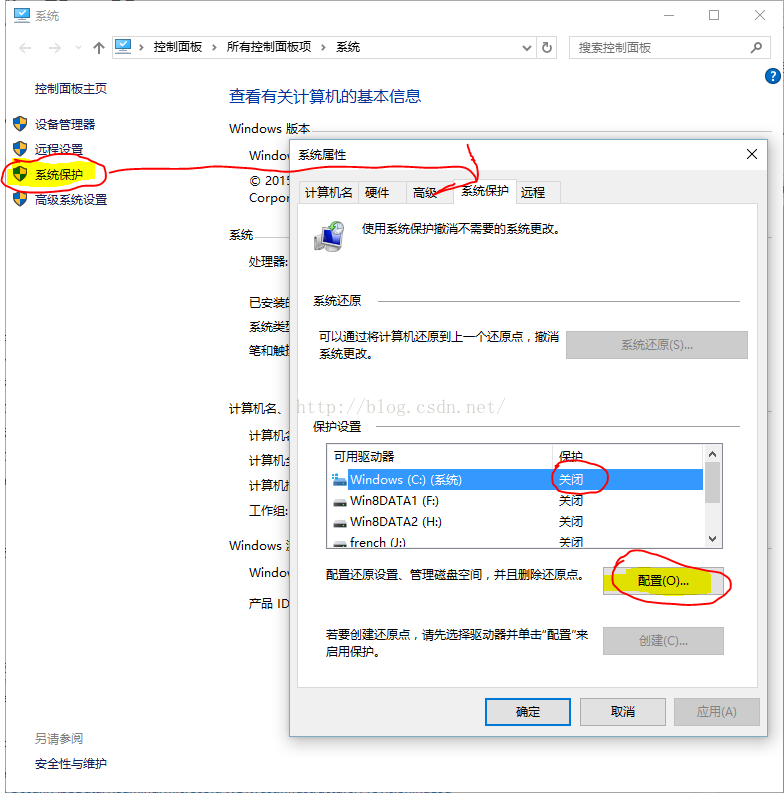 系统
控制面板 › 所有控制面板项 › 系统
搜索控制面板
控制面板主页
设备管理器
远程设置
系统保护
高级系统设置
查看有关计算机的基本信息
Windows 版本
Windo
© 201
Corpor
系统
处理器:
已安装的
系统类型
笔和触
计算机名、
计算机名
计算机全
计算机
工作组:
Windows
Windo
产品 ID
另请参阅
安全性与维护
系统属性
计算机名 硬件 高级 系统保护 远程
使用系统保护撤消不需要的系统更改。
系统还原
可以通过将计算机还原到上一个还原点，撤消
系统更改。
系统还原(S)...
http://blog.csdn.net/
保护设置
可用驱动器 保护
Windows (C:) (系统) 关闭
Win8DATA1 (F:) 关闭
Win8DATA2 (H:) 关闭
french (J:) 关闭
配置还原设置、管理磁盘空间，并且删除还原点。
配置(O)...
若要创建还原点，请先选择驱动器并单击"配置"来
启用保护。
创建(C)...
确定 取消 应用(A)